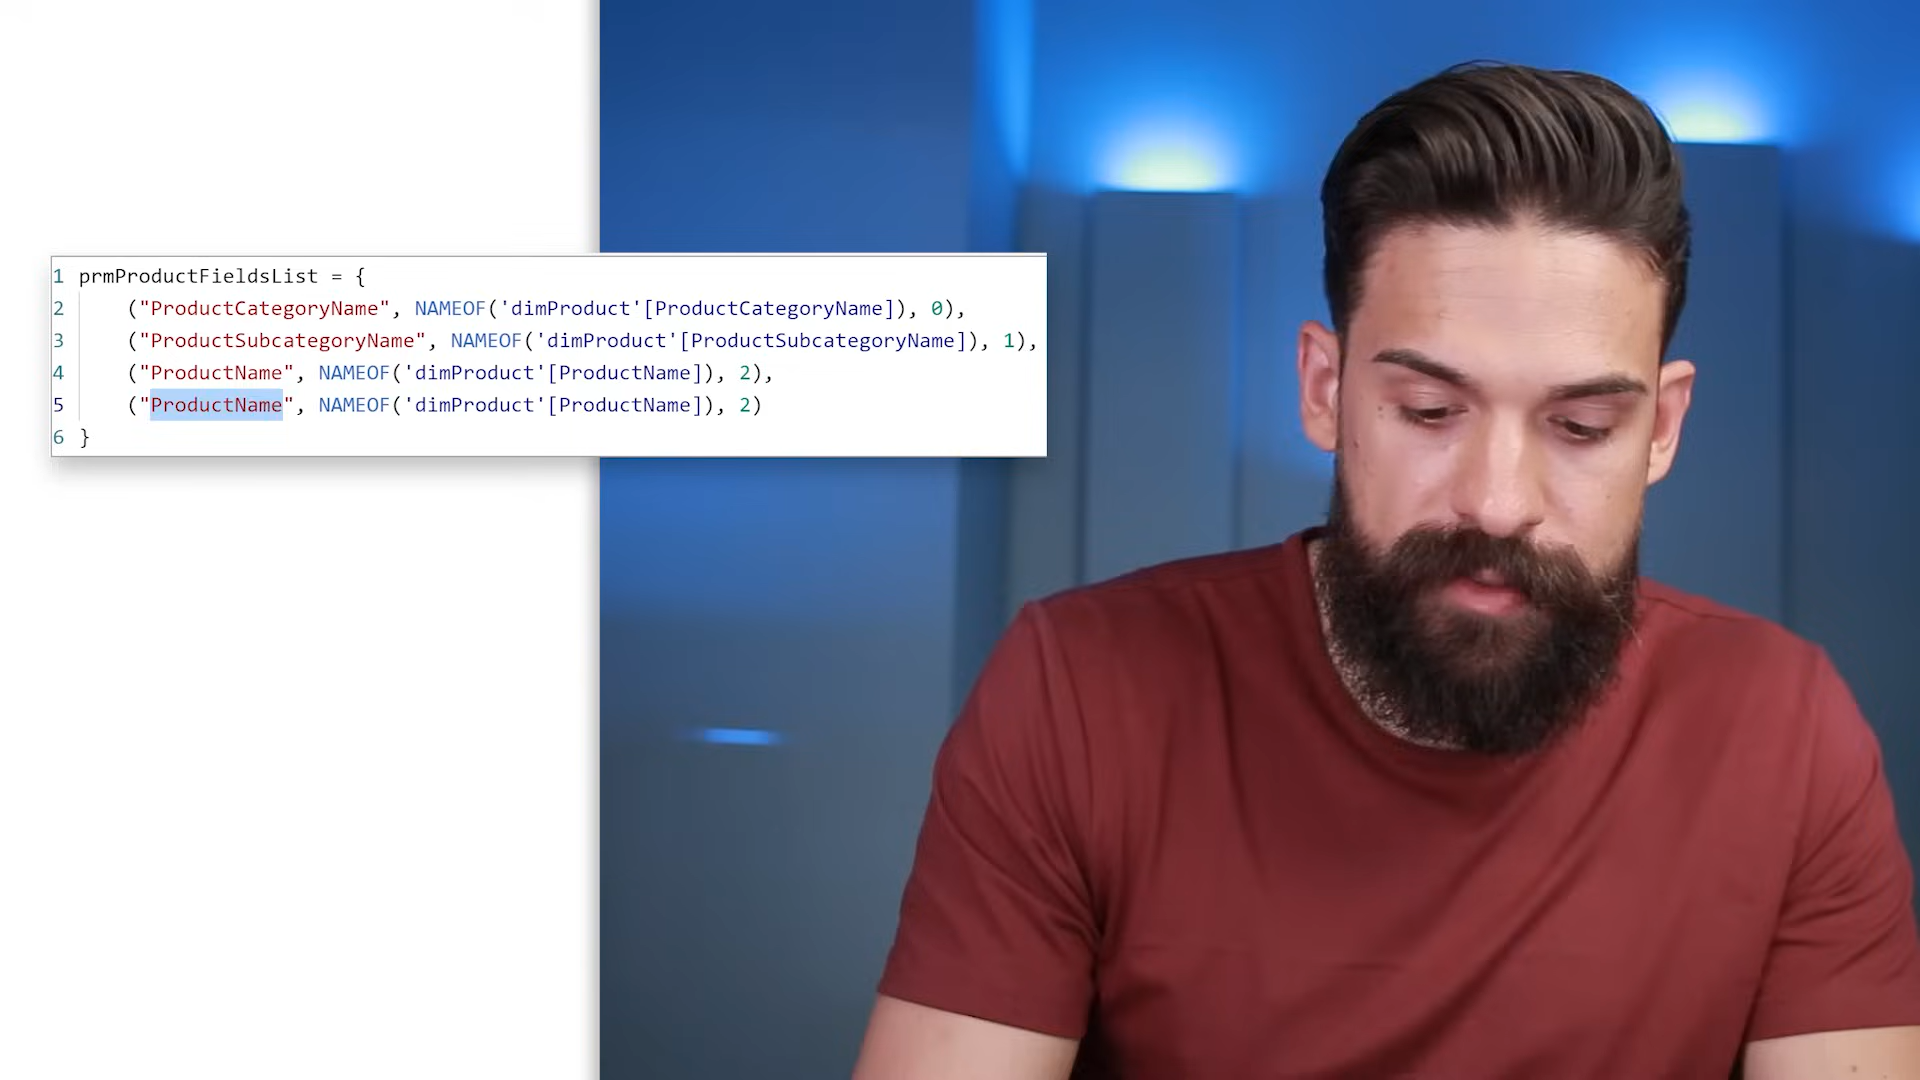 1 prmProductFieldsList = {
2 ("ProductCategoryName", NAMEOF('dimProduct'[ProductCategoryName]), 0),
3 ("ProductSubcategoryName", NAMEOF('dimProduct'[ProductSubcategoryName]), 1),
4 ("ProductName", NAMEOF('dimProduct'[ProductName]), 2),
5 ("ProductName", NAMEOF('dimProduct'[ProductName]), 2)
6 }